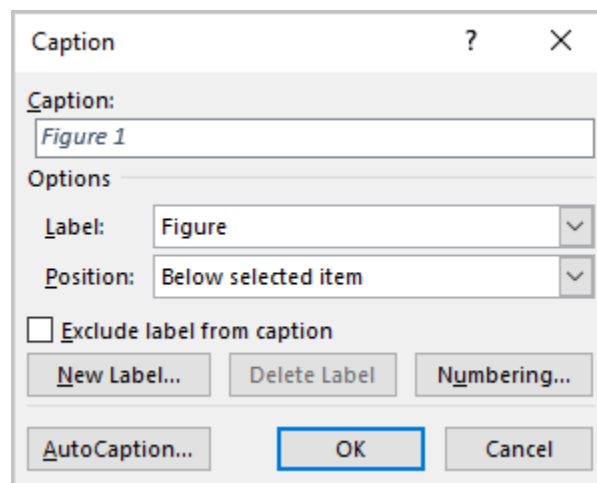 Caption ? ×
Caption:
Figure 1
Options
Label: Figure
Position: Below selected item
Exclude label from caption
New Label... Delete Label Numbering...
AutoCaption... OK Cancel